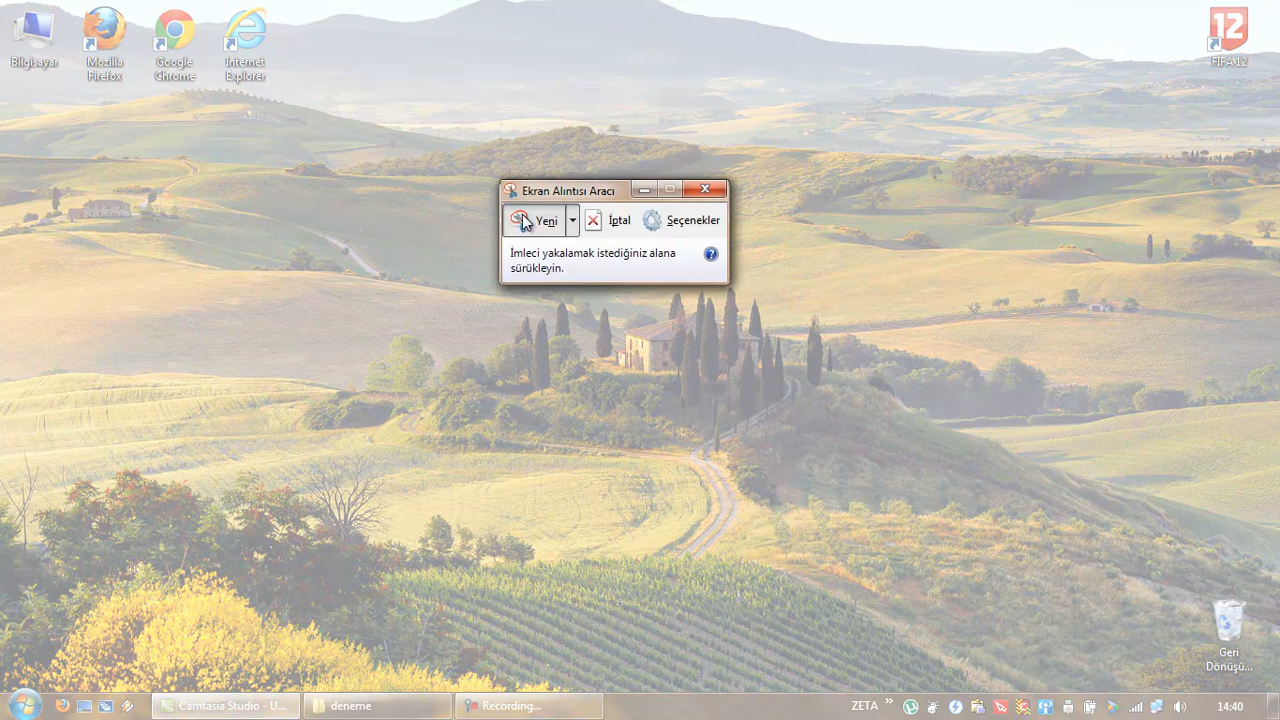 Bilgisayar
Mozilla
Firefox
Google
Chrome
Internet
Explorer
12
FIFA 12
Ekran Alıntısı Aracı
Yeni
İptal
Seçenekler
İmleci yakalamak istediğiniz alana
sürükleyin.
Geri
Dönüşü...
Camtasia Studio - U...
deneme
Recording...
ZETA
14:40